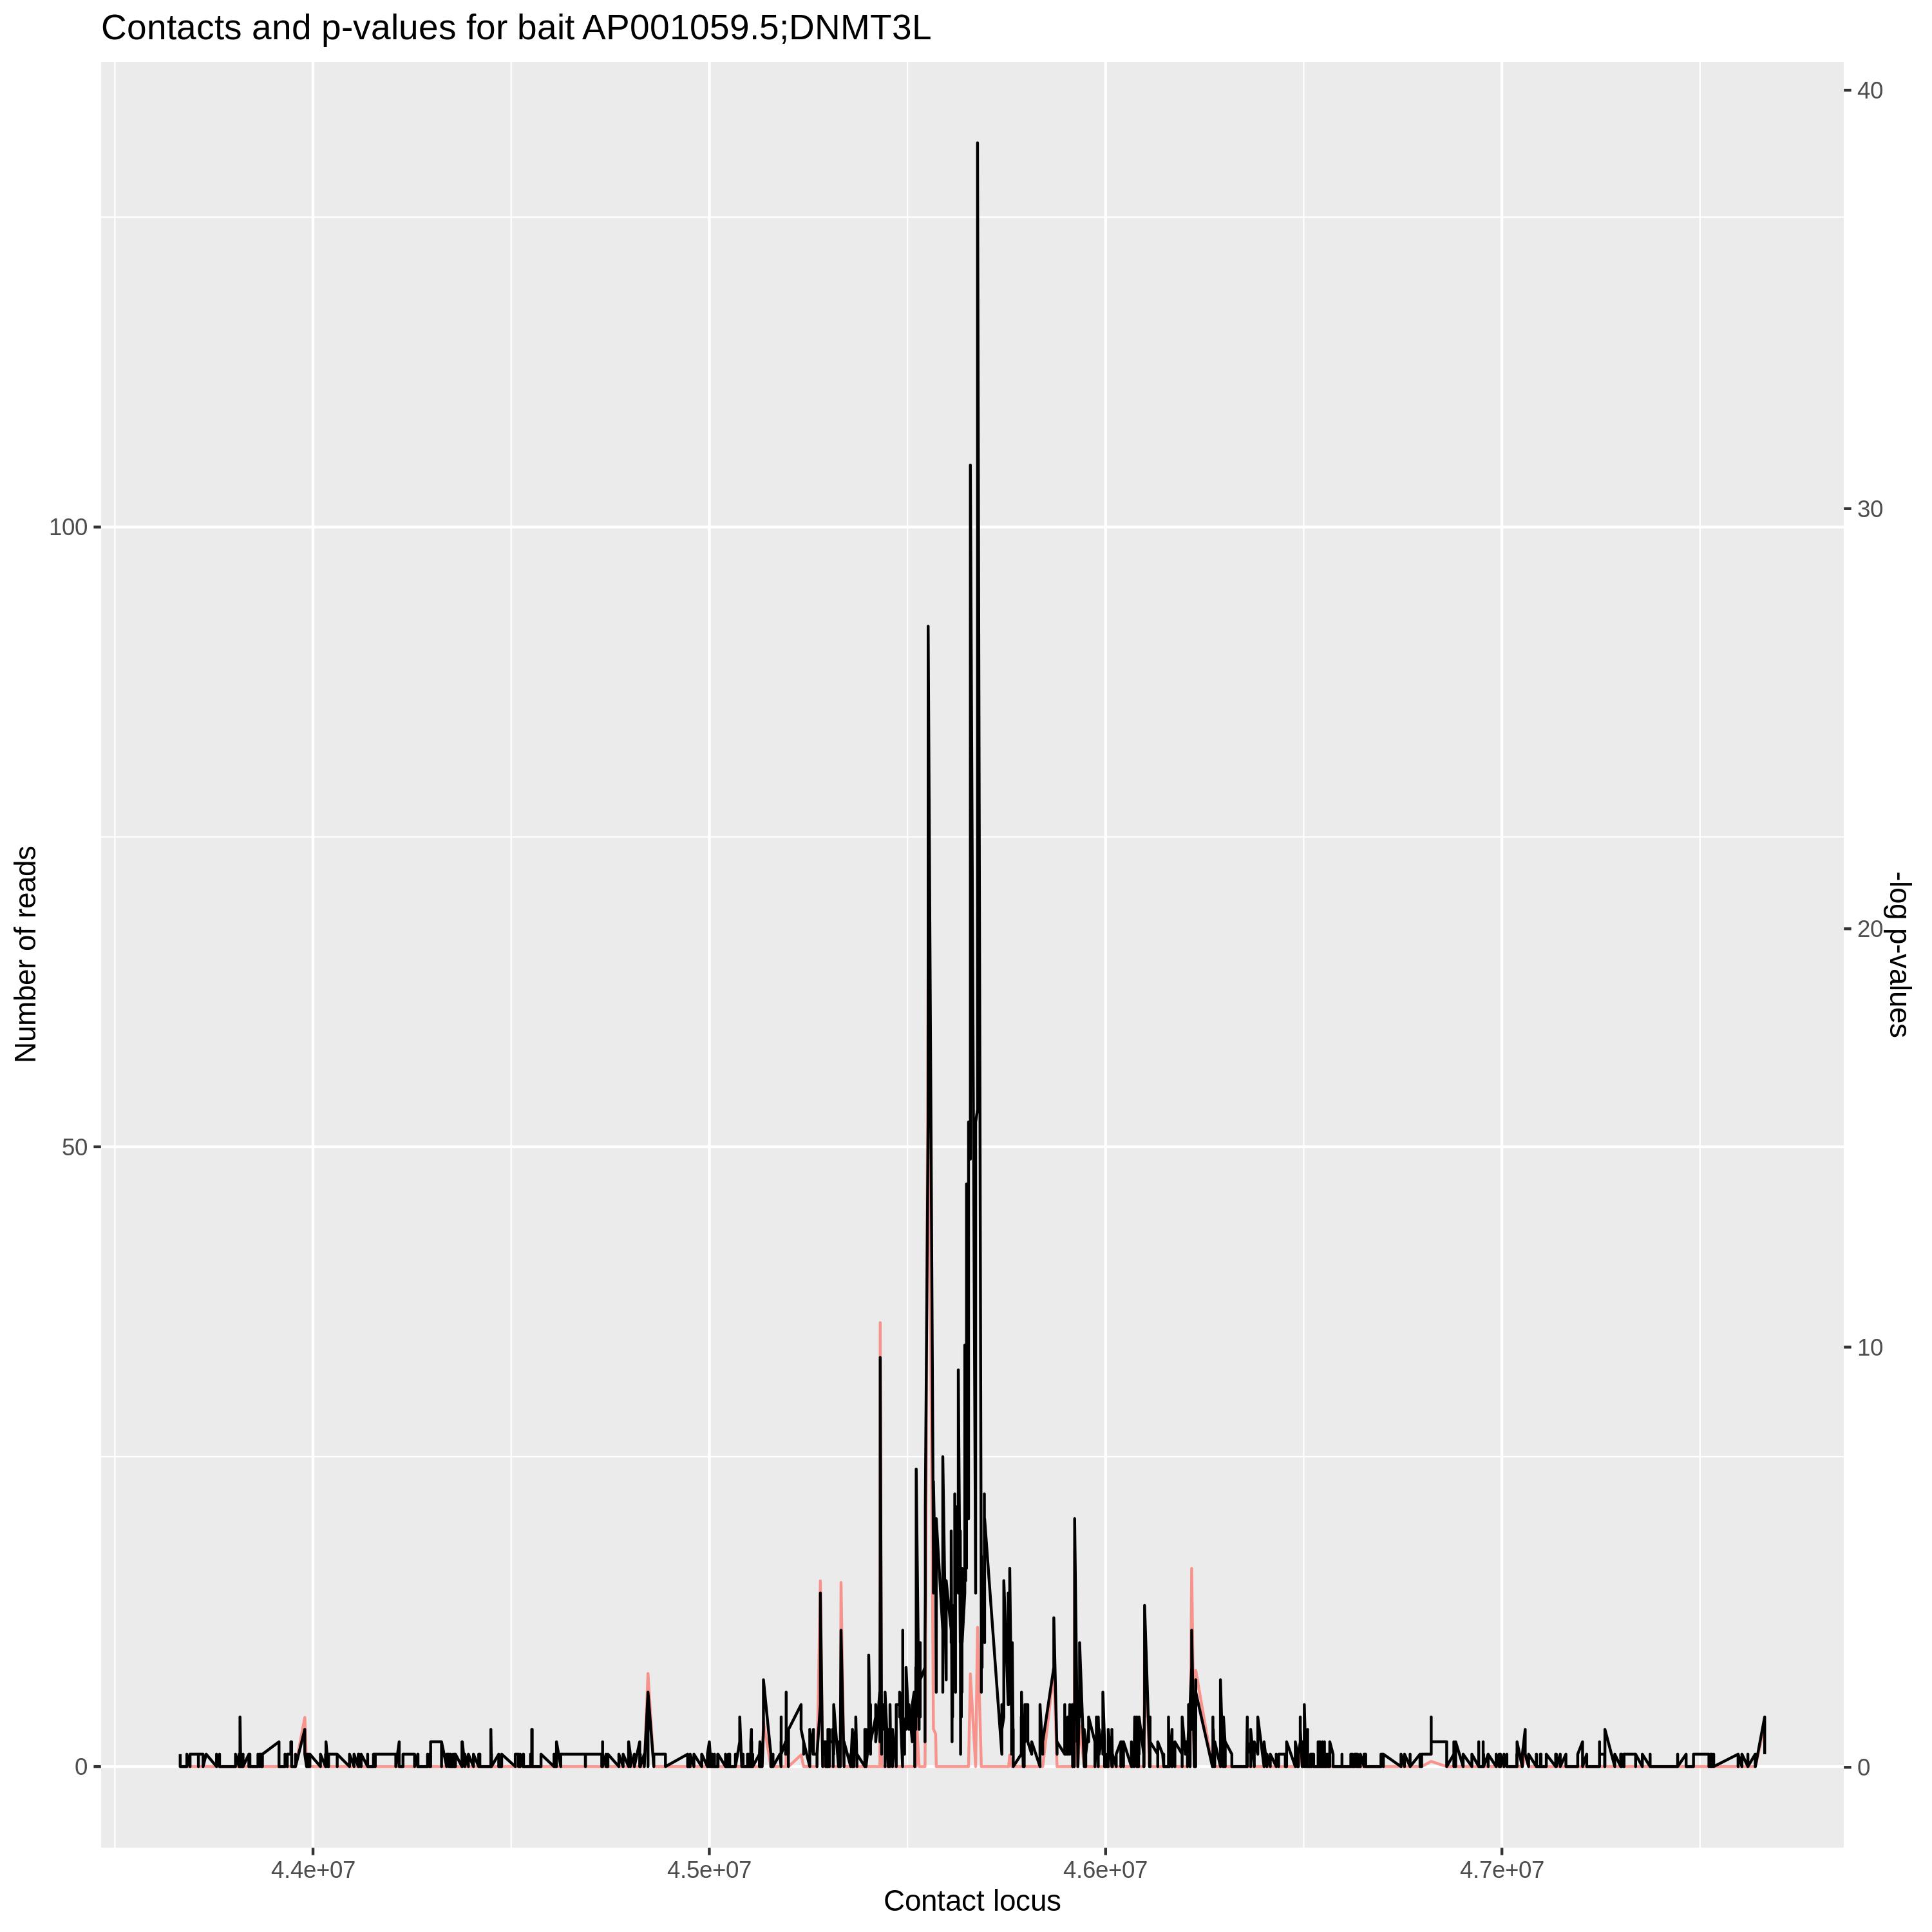 Contacts and p-values for bait AP001059.5;DNMT3L
40
100
30
Number of reads
-log p-values
20
50
10
0
0
4.4e+07
4.5e+07
4.6e+07
4.7e+07
Contact locus